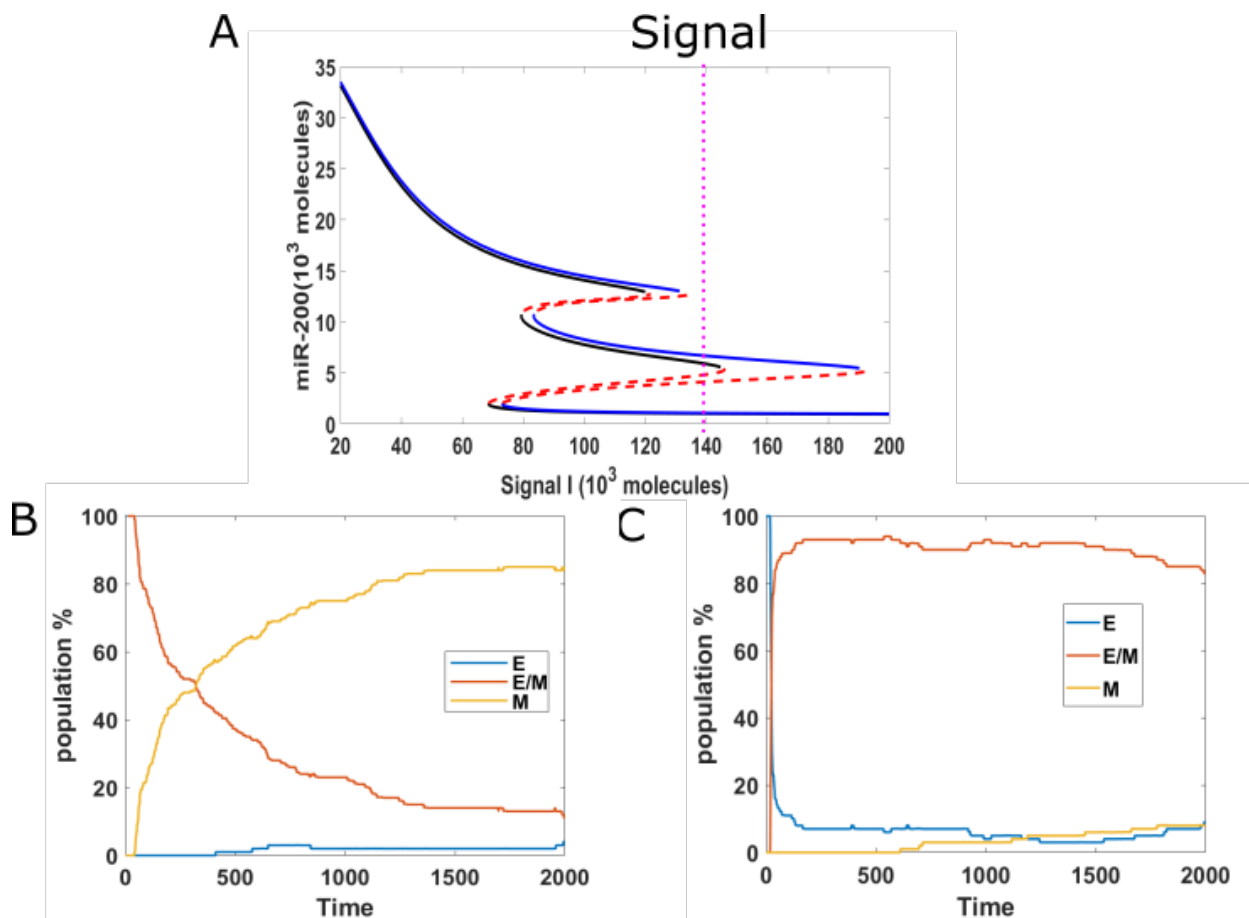 A
Signal
miR-200(10³ molecules)
35
30
25
20
15
10
5
0
20 40 60 80 100 120 140 160 180 200
Signal I (10³ molecules)
B
population %
100
80
60
40
20
0
E
E/M
M
0 500 1000 1500 2000
Time
C
population %
100
80
60
40
20
0
E
E/M
M
0 500 1000 1500 2000
Time